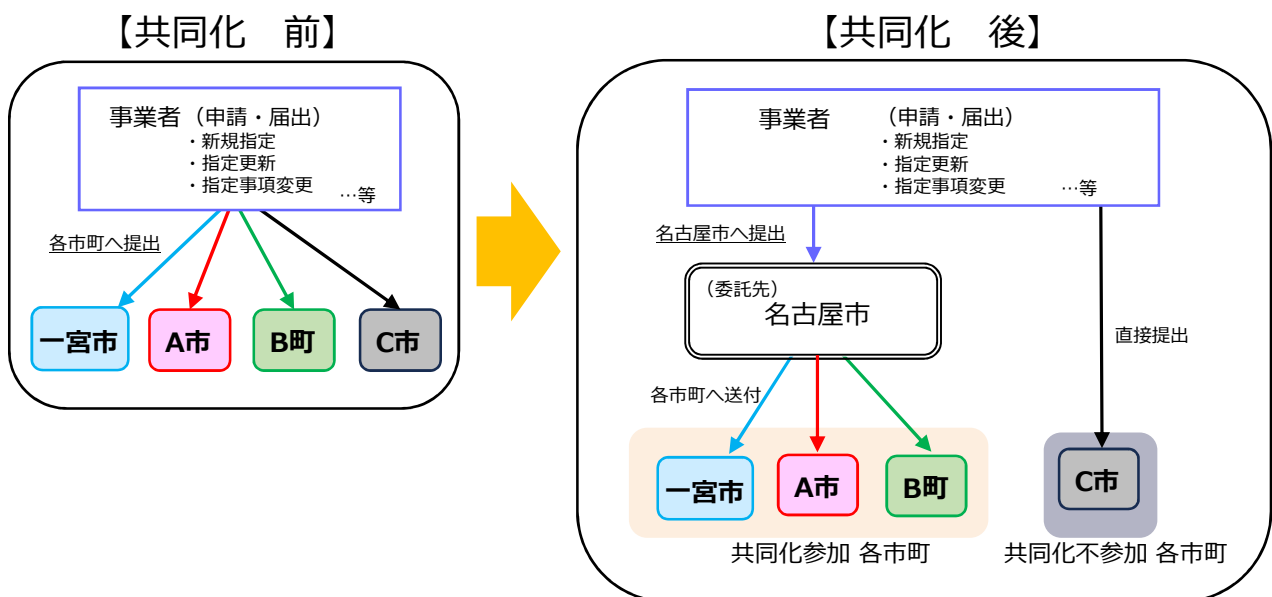 【共同化　前】
事業者（申請・届出）
・新規指定
・指定更新
・指定事項変更
…等
各市町へ提出
一宮市
A市
B町
C市
【共同化　後】
事業者　（申請・届出）
・新規指定
・指定更新
・指定事項変更
…等
名古屋市へ提出
（委託先）
名古屋市
直接提出
各市町へ送付
一宮市
A市
B町
C市
共同化参加 各市町
共同化不参加 各市町